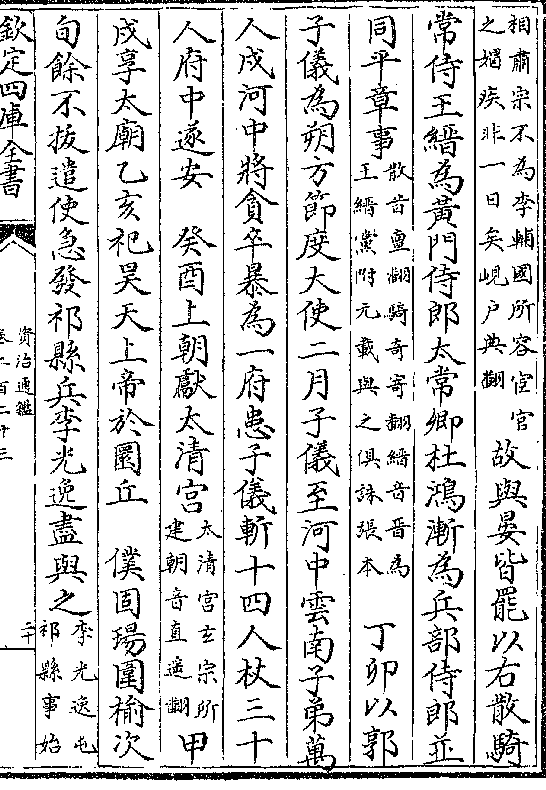 相肅宗不為李輔國所容宦官
之媢疾非一日矣峴户典翻
故與晏皆罷以右散騎
常侍王縉為黄門侍郎太常卿杜鴻漸為兵部侍郎並
同平章事
散昔亶翻騎奇寄翻縉音晉為
王縉黨附元載與之俱誅張本
丁卯以郭
子儀為朔方節度大使二月子儀至河中雲南子弟萬
人戍河中將貪卒暴為一府患子儀斬十四人杖三十
人府中遂安 癸酉上朝獻太清宫
太清宫玄宗所
建朝音直遥翻
甲
戌享太廟乙亥祀昊天上帝於圜丘 僕固瑒圍榆次
旬餘不拔遣使急發祁縣兵李光逸盡與之
李光逸屯
祁縣事始
欽定四庫全書
資治通鑑
卷二百二十三
二十